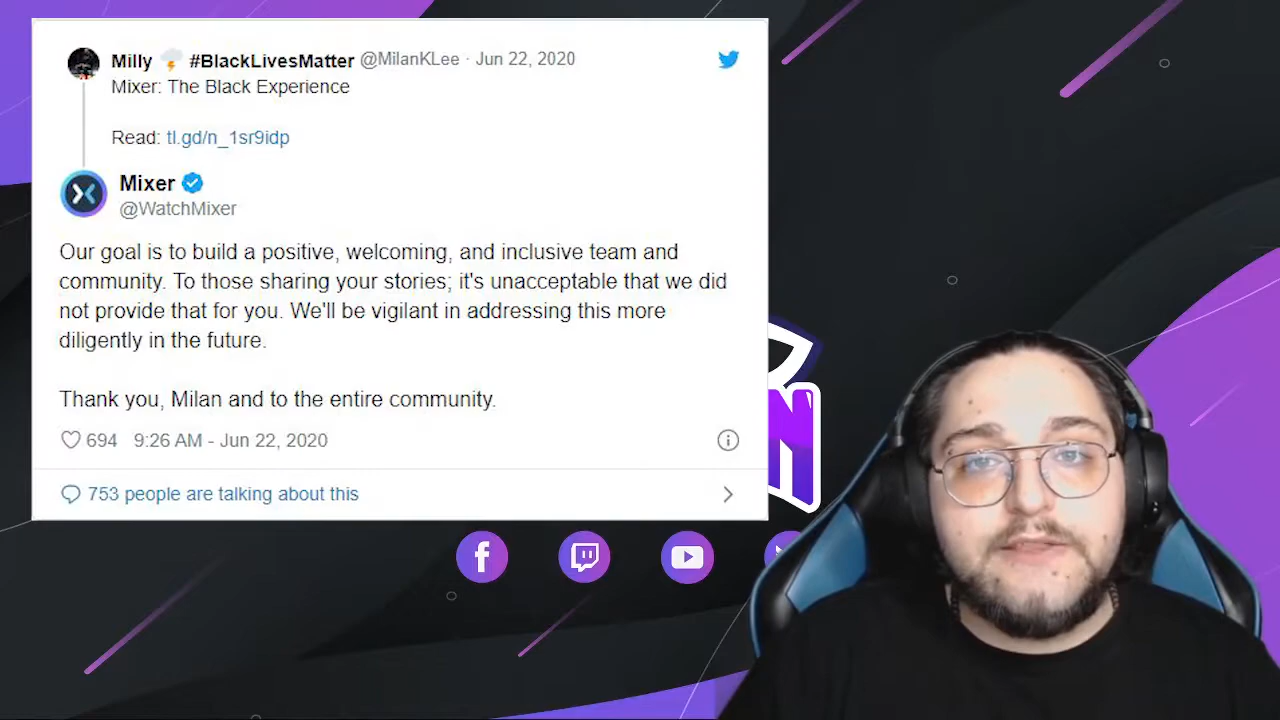 Milly #BlackLivesMatter @MilanKLee · Jun 22, 2020
Mixer: The Black Experience
Read: tl.gd/n_1sr9idp
Mixer
@WatchMixer
Our goal is to build a positive, welcoming, and inclusive team and
community. To those sharing your stories; it's unacceptable that we did
not provide that for you. We'll be vigilant in addressing this more
diligently in the future.
Thank you, Milan and to the entire community.
694 9:26 AM - Jun 22, 2020
753 people are talking about this